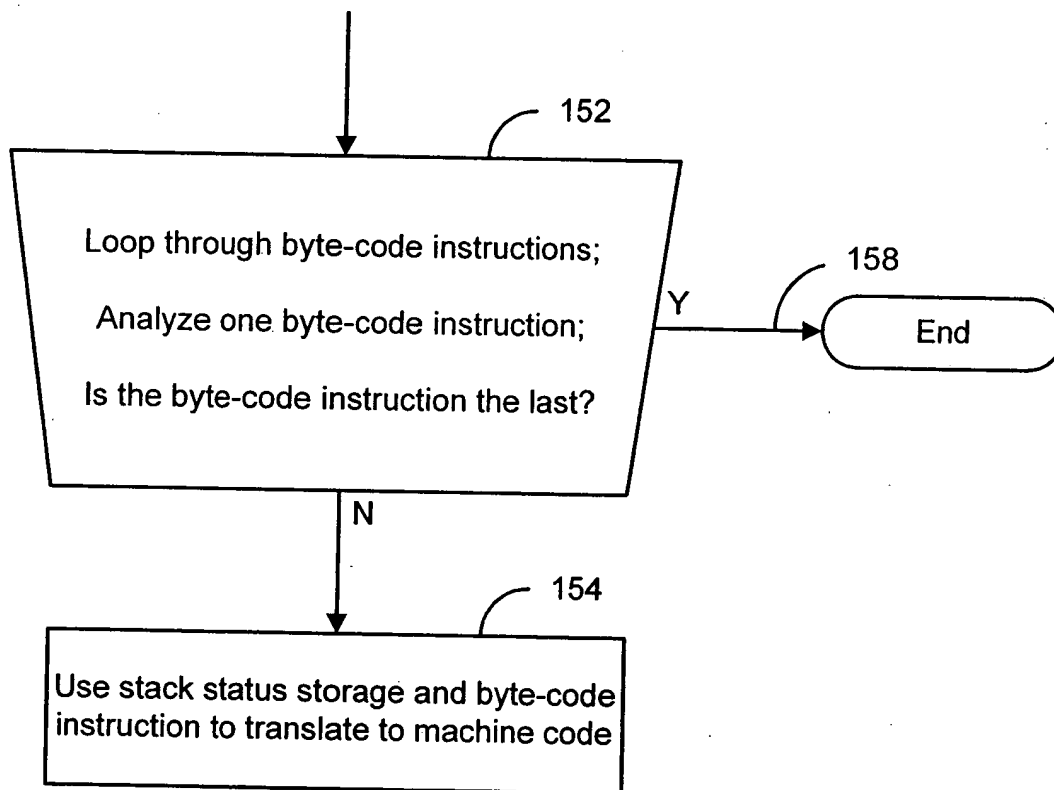 152
Loop through byte-code instructions;
158
Y
Analyze one byte-code instruction;
End
Is the byte-code instruction the last?
N
154
Use stack status storage and byte-code
instruction to translate to machine code